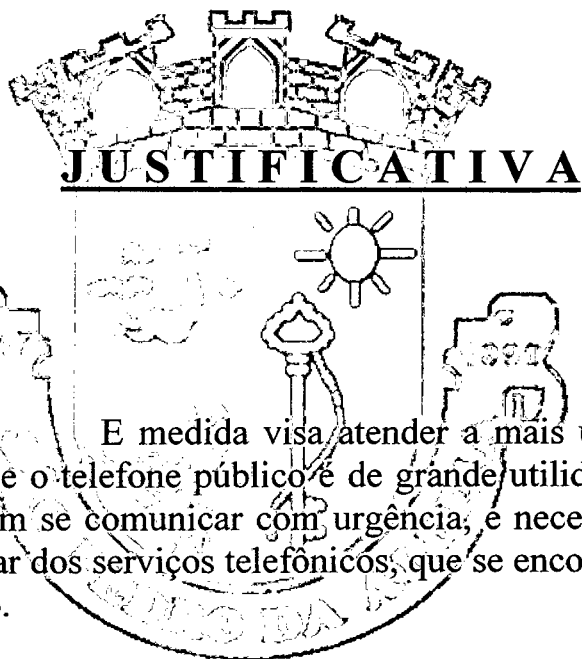 JUSTIFICATIVA
E medida visa atender a mais u
e o telefone público é de grande utilid
m se comunicar com urgência, e nece
ar dos serviços telefônicos, que se enco
.